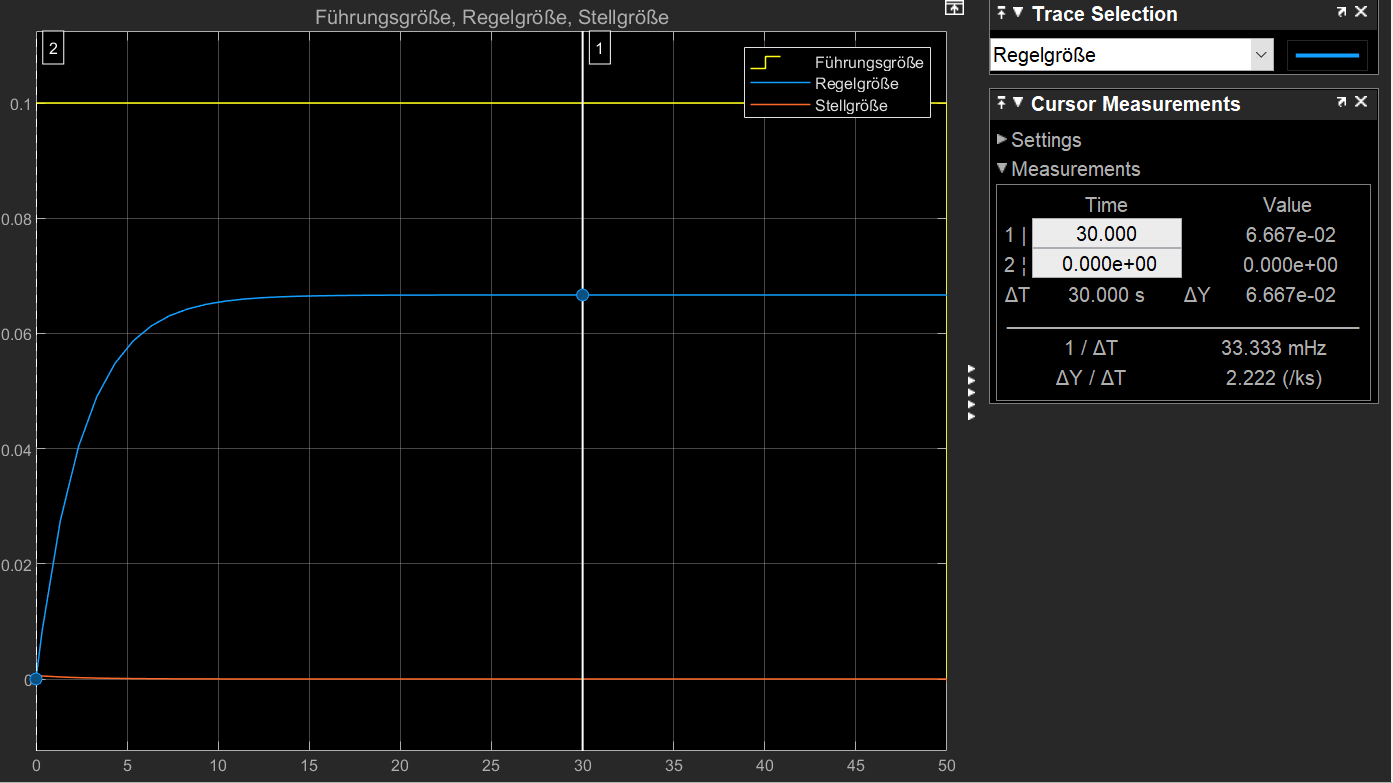 Führungsgröße, Regelgröße, Stellgröße
2
1
Führungsgröße
Regelgröße
Stellgröße
0.1
0.08
0.06
0.04
0.02
0
0 5 10 15 20 25 30 35 40 45 50
Trace Selection
Regelgröße
Cursor Measurements
Settings
Measurements
Time Value
1 | 30.000 6.667e-02
2 ¦ 0.000e+00 0.000e+00
ΔT 30.000 s ΔY 6.667e-02
1 / ΔT 33.333 mHz
ΔY / ΔT 2.222 (/ks)